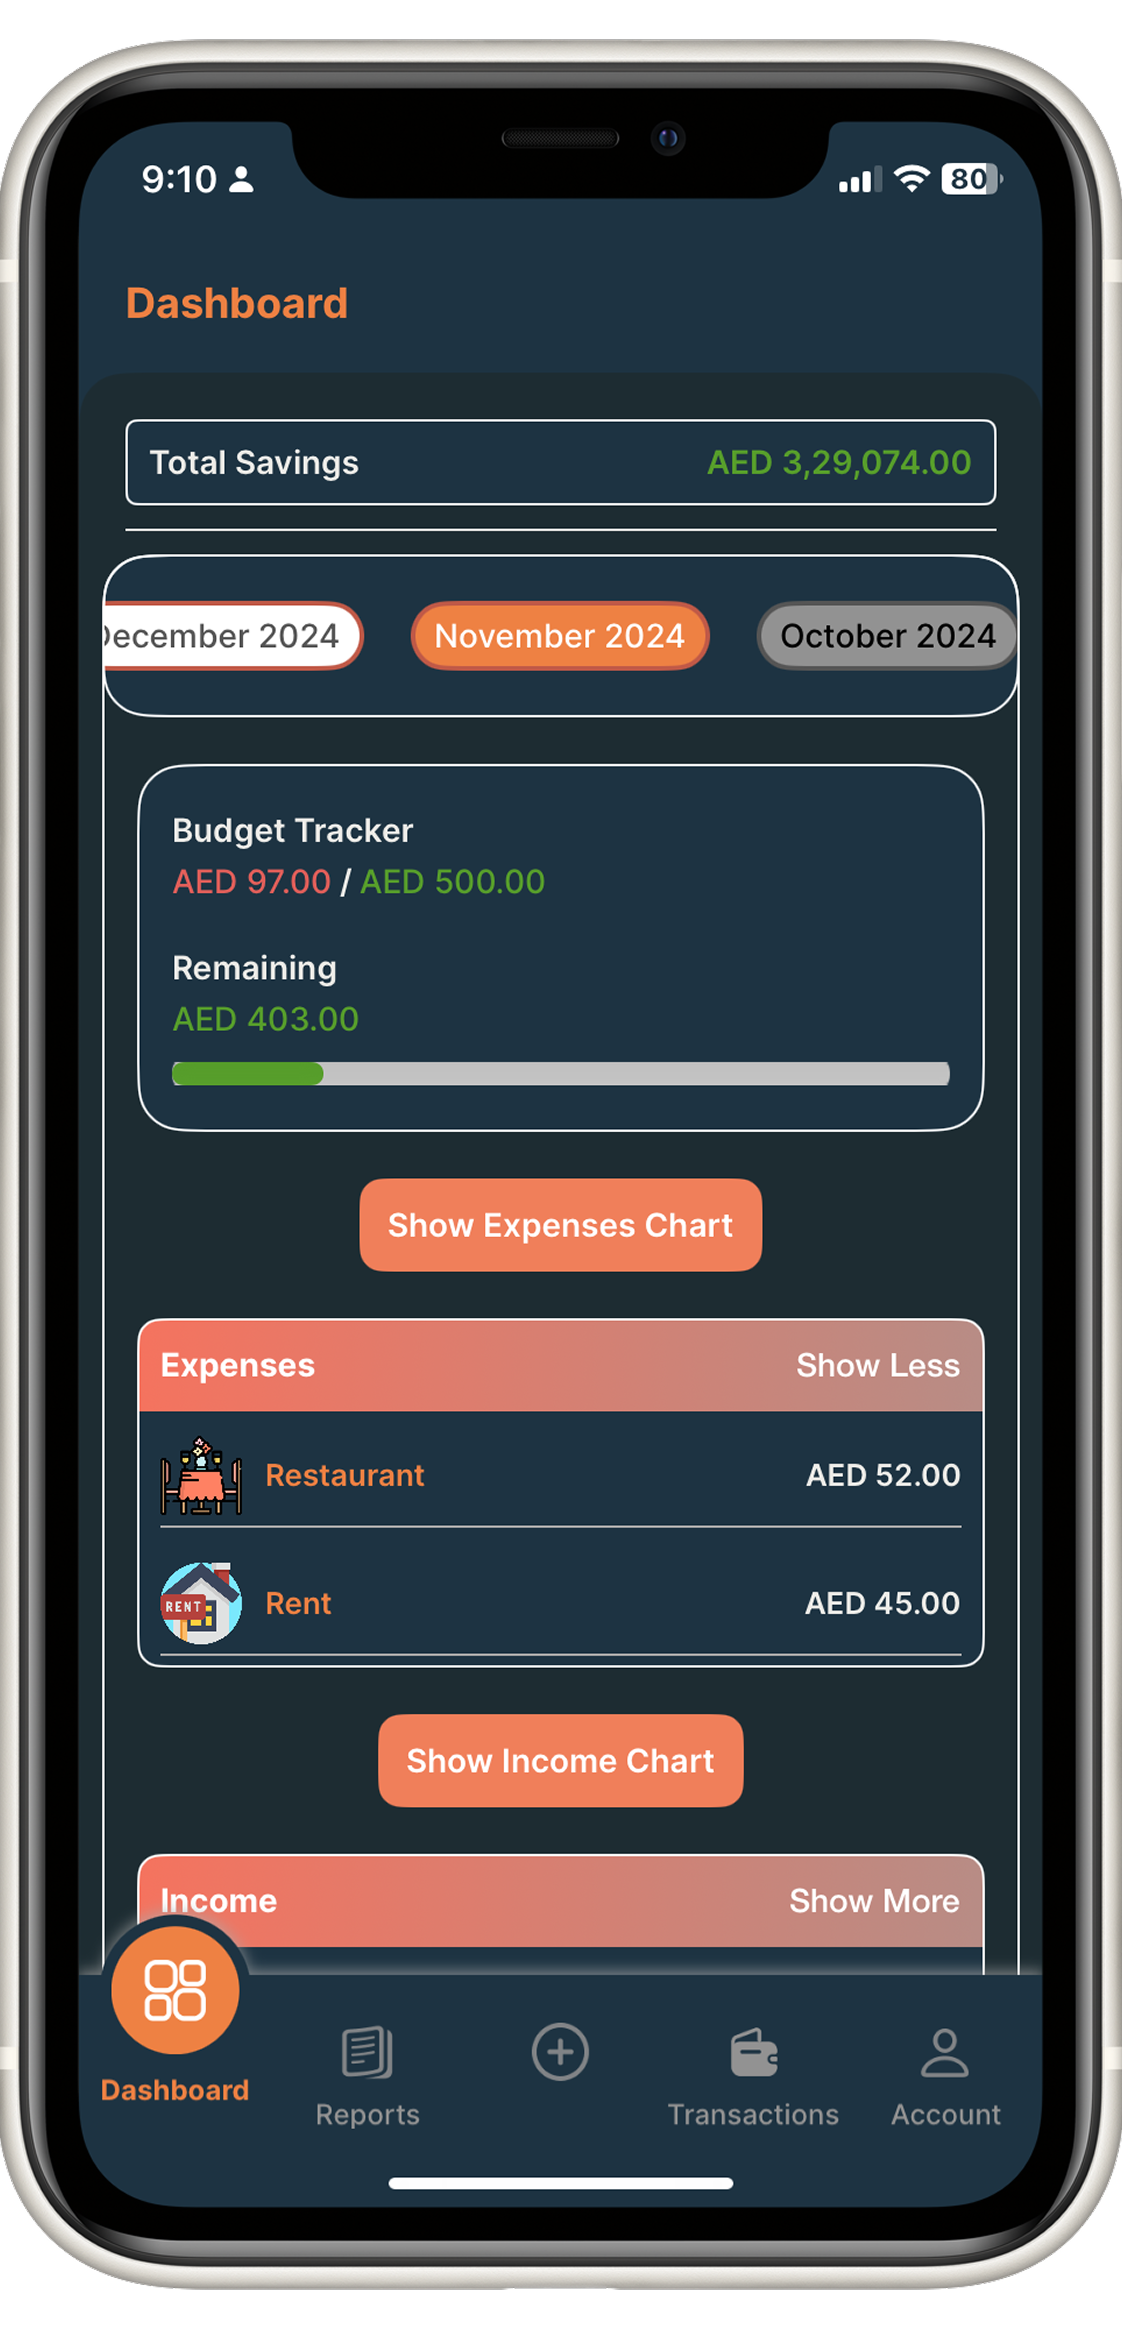 9:10
80
Dashboard
Total Savings AED 3,29,074.00
December 2024 November 2024 October 2024
Budget Tracker
AED 97.00 / AED 500.00
Remaining
AED 403.00
Show Expenses Chart
Expenses Show Less
Restaurant AED 52.00
RENT
Rent AED 45.00
Show Income Chart
Income Show More
Dashboard Reports Transactions Account